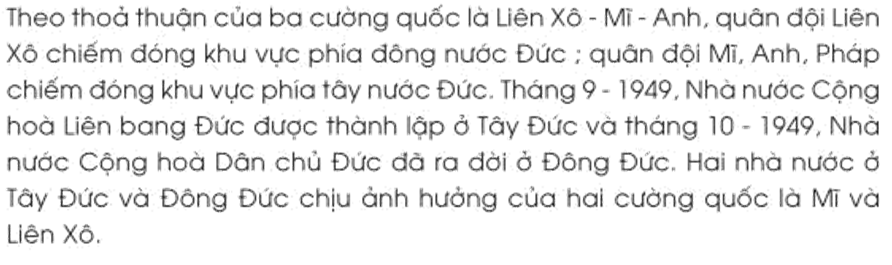 Theo thoả thuận của ba cường quốc là Liên Xô - Mĩ - Anh, quân đội Liên
Xô chiếm đóng khu vực phía đông nước Đức ; quân đội Mĩ, Anh, Pháp
chiếm đóng khu vực phía tây nước Đức. Tháng 9 - 1949, Nhà nước Cộng
hoà Liên bang Đức được thành lập ở Tây Đức và tháng 10 - 1949, Nhà
nước Cộng hoà Dân chủ Đức đã ra đời ở Đông Đức. Hai nhà nước ở
Tây Đức và Đông Đức chịu ảnh hưởng của hai cường quốc là Mĩ và
Liên Xô.